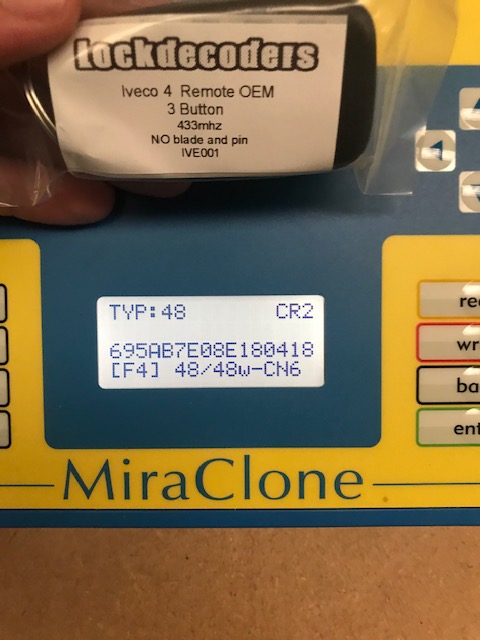 Lockdecoders
Iveco 4 Remote OEM
3 Button
433mhz
NO blade and pin
IVE001
TYP:48 CR2
695AB7E08E180418
[F4] 48/48w-CN6
MiraClone